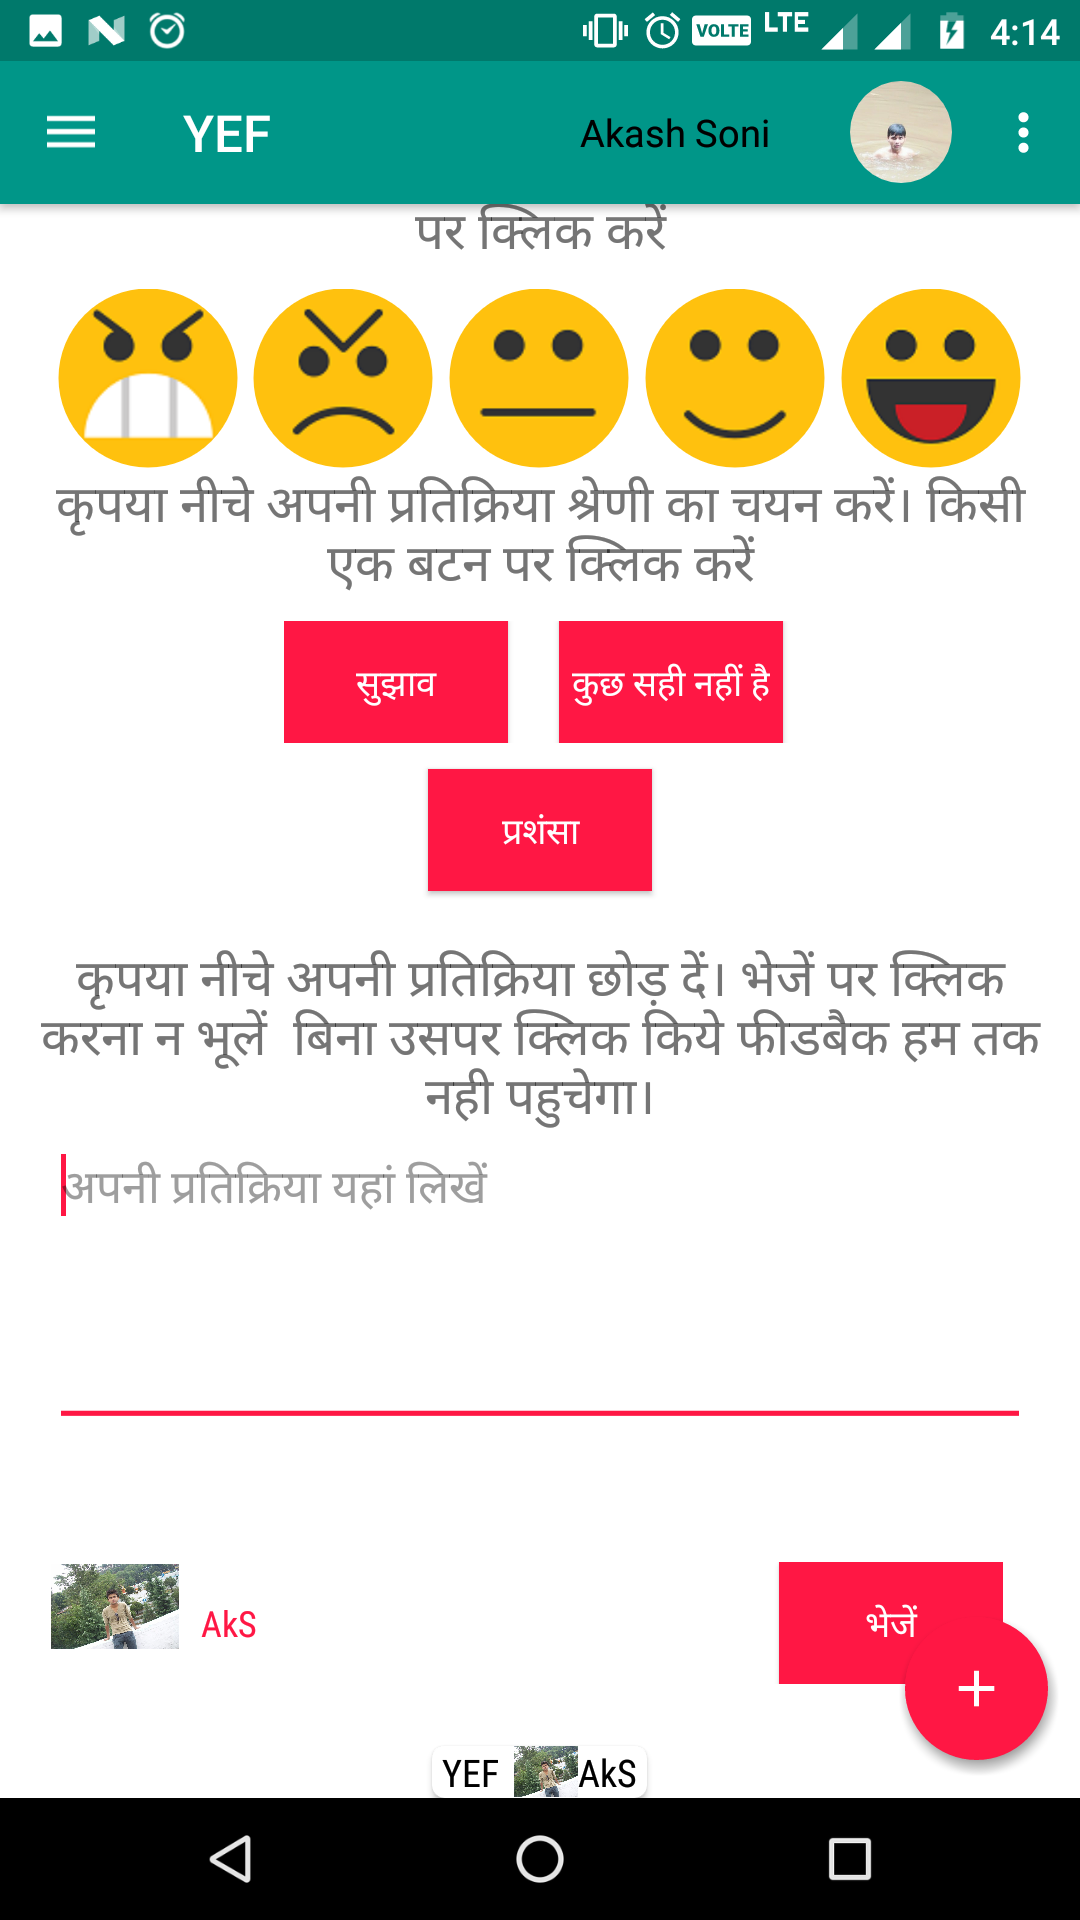 VOLTE LTE 4:14
YEF Akash Soni
पर क्लिक करें
कृपया नीचे अपनी प्रतिक्रिया श्रेणी का चयन करें। किसी
एक बटन पर क्लिक करें
सुझाव कुछ सही नहीं है
प्रशंसा
कृपया नीचे अपनी प्रतिक्रिया छोड़ दें। भेजें पर क्लिक
करना न भूलें बिना उसपर क्लिक किये फीडबैक हम तक
नही पहुचेगा।
अपनी प्रतिक्रिया यहां लिखें
AkS भेजें
+
YEF AkS